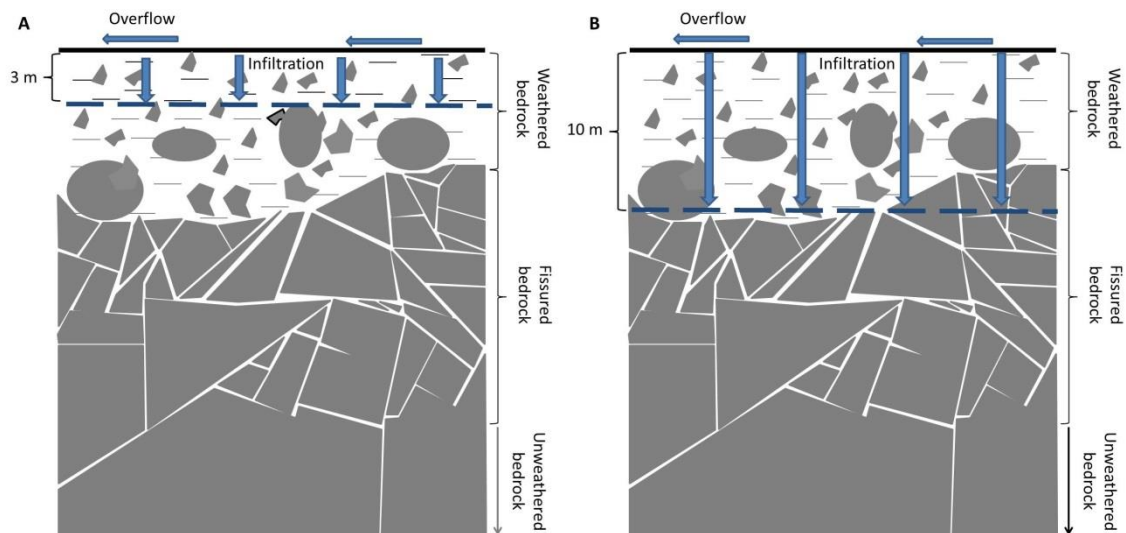 A
Overflow
Infiltration
3 m
Weathered
bedrock
Fissured
bedrock
Unweathered
bedrock
B
Overflow
Infiltration
10 m
Weathered
bedrock
Fissured
bedrock
Unweathered
bedrock